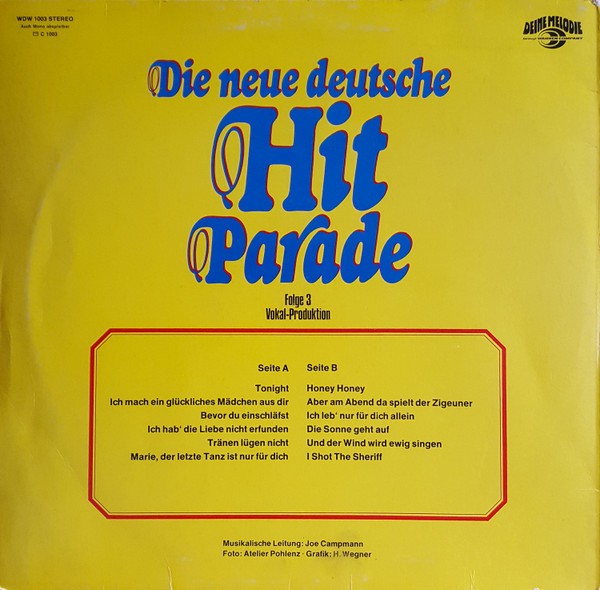 WDW 1003 STEREO
Auch Mono abspielbar
C 1003
DEINE MELODIE
Die neue deutsche
Hit
Parade
Folge 3
Vokal-Produktion
Seite A
Tonight
Ich mach ein glückliches Mädchen aus dir
Bevor du einschläfst
Ich hab' die Liebe nicht erfunden
Tränen lügen nicht
Marie, der letzte Tanz ist nur für dich
Seite B
Honey Honey
Aber am Abend da spielt der Zigeuner
Ich leb' nur für dich allein
Die Sonne geht auf
Und der Wind wird ewig singen
I Shot The Sheriff
Musikalische Leitung: Joe Campmann
Foto: Atelier Pohlenz · Grafik: H. Wegner